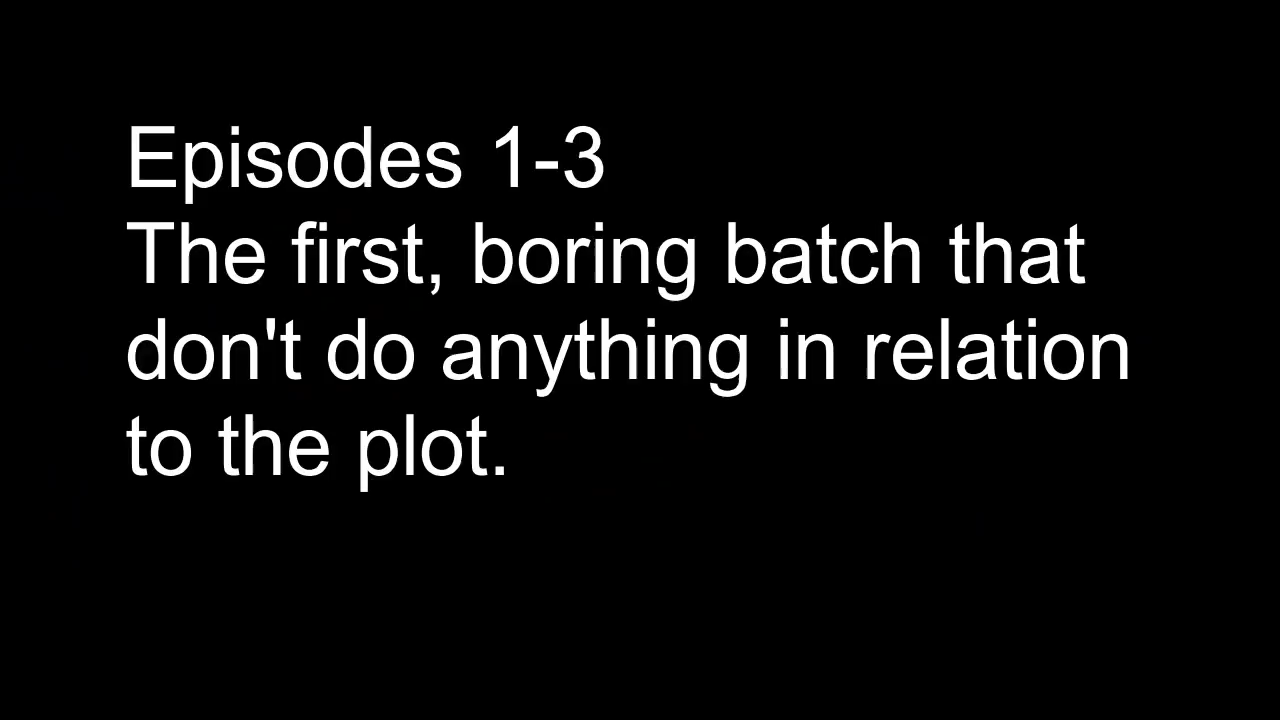 Episodes 1-3
The first, boring batch that
don't do anything in relation
to the plot.